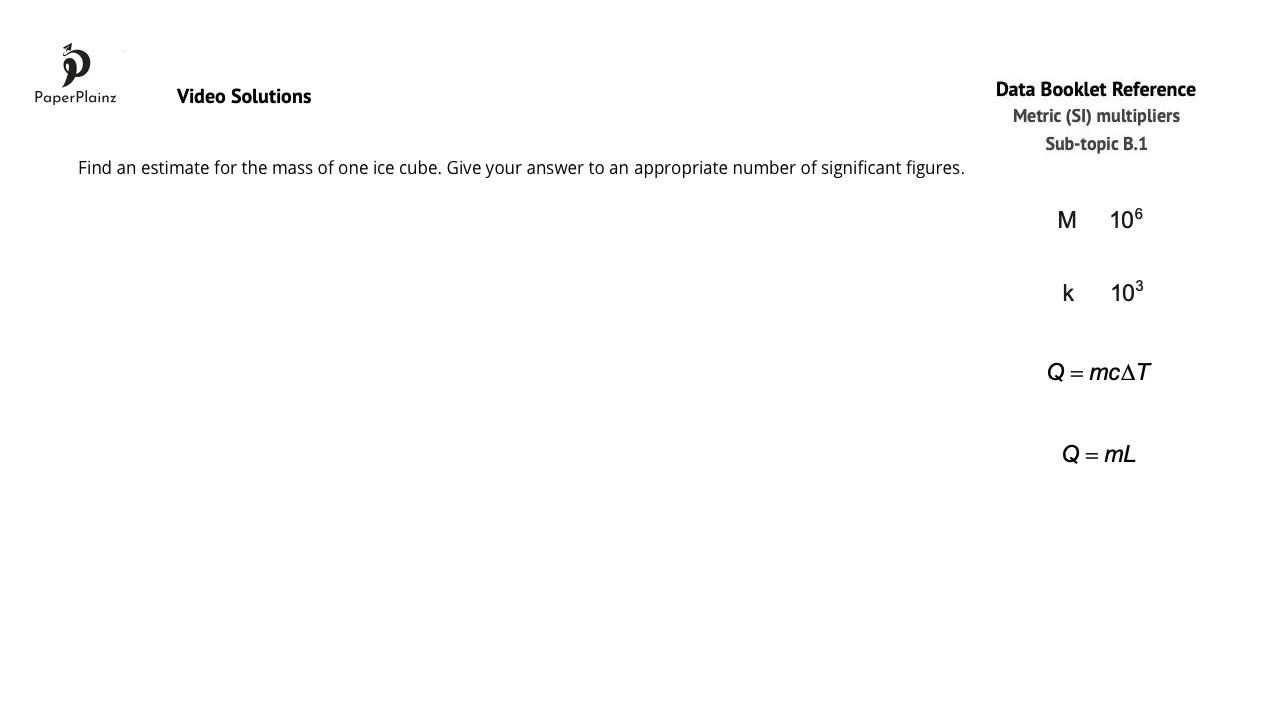 PaperPlainz
Video Solutions
Data Booklet Reference
Metric (SI) multipliers
Sub-topic B.1
Find an estimate for the mass of one ice cube. Give your answer to an appropriate number of significant figures.
M 10⁶
k 10³
Q = mcΔT
Q = mL